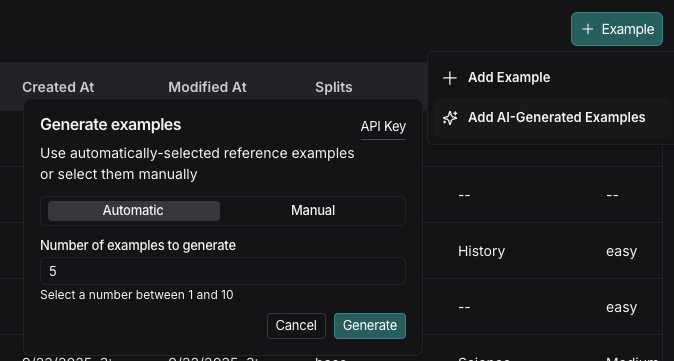 Example
Created At Modified At Splits
Add Example
Add AI-Generated Examples
Generate examples
API Key
Use automatically-selected reference examples
or select them manually
Automatic Manual
Number of examples to generate
5
Select a number between 1 and 10
Cancel Generate
-- --
History easy
-- easy
base Science Medium